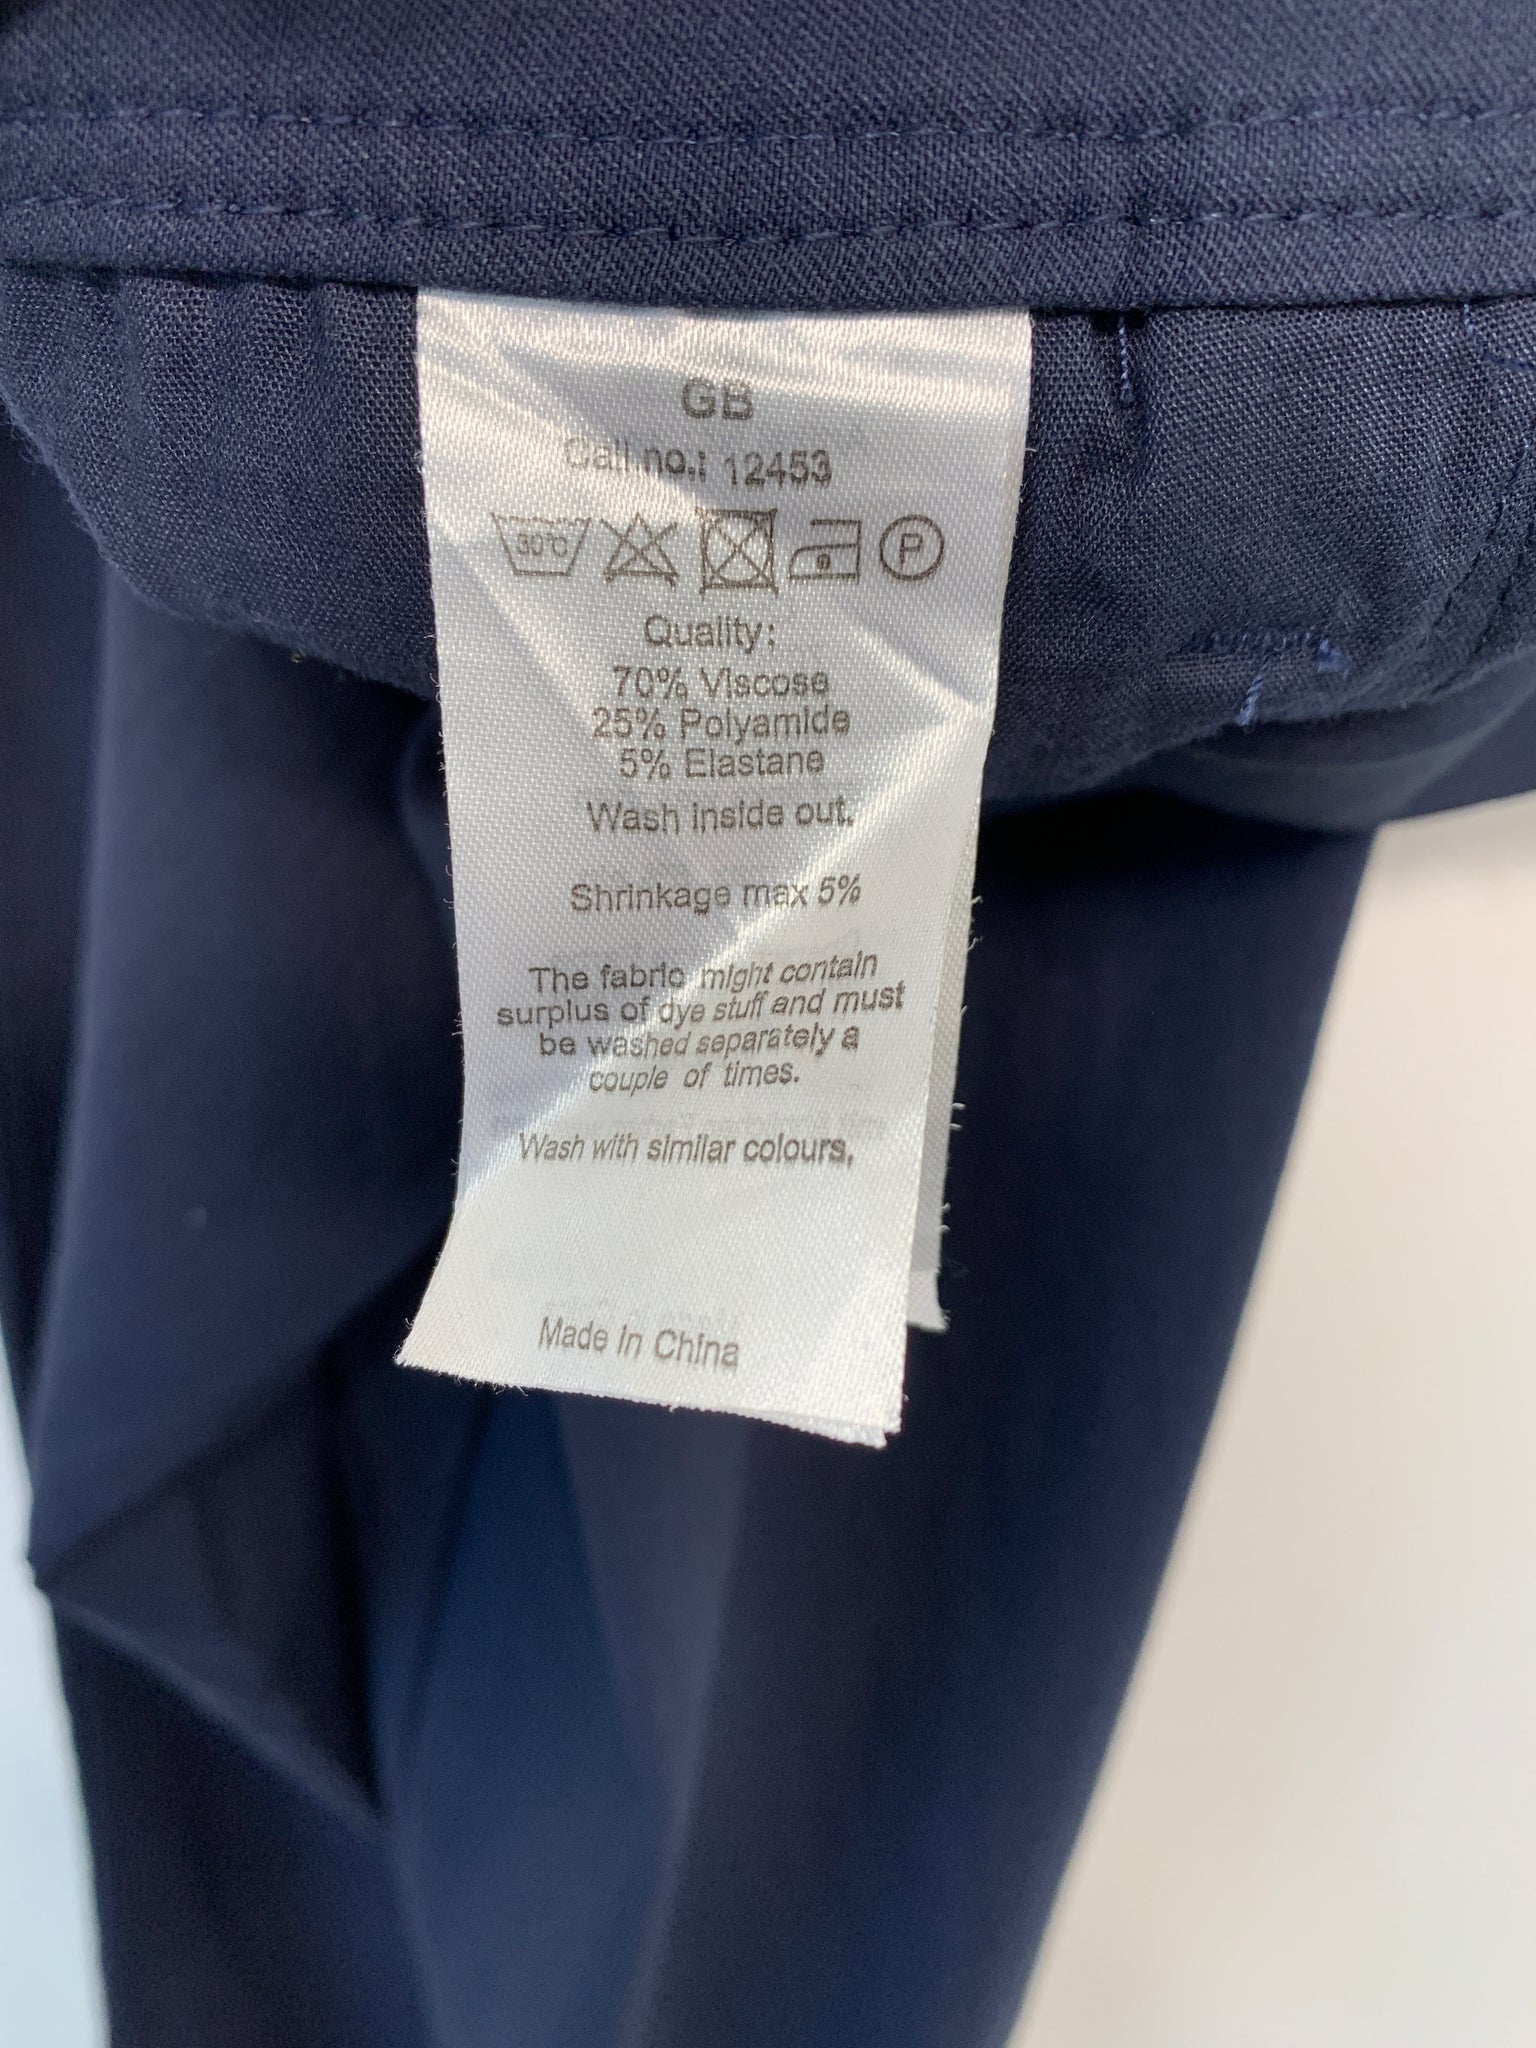 GB
Call no.: 12453
30°C
P
Quality:
70% Viscose
25% Polyamide
5% Elastane
Wash inside out.
Shrinkage max 5%
The fabric might contain
surplus of dye stuff and must
be washed separately a
couple of times.
Wash with similar colours.
Made in China